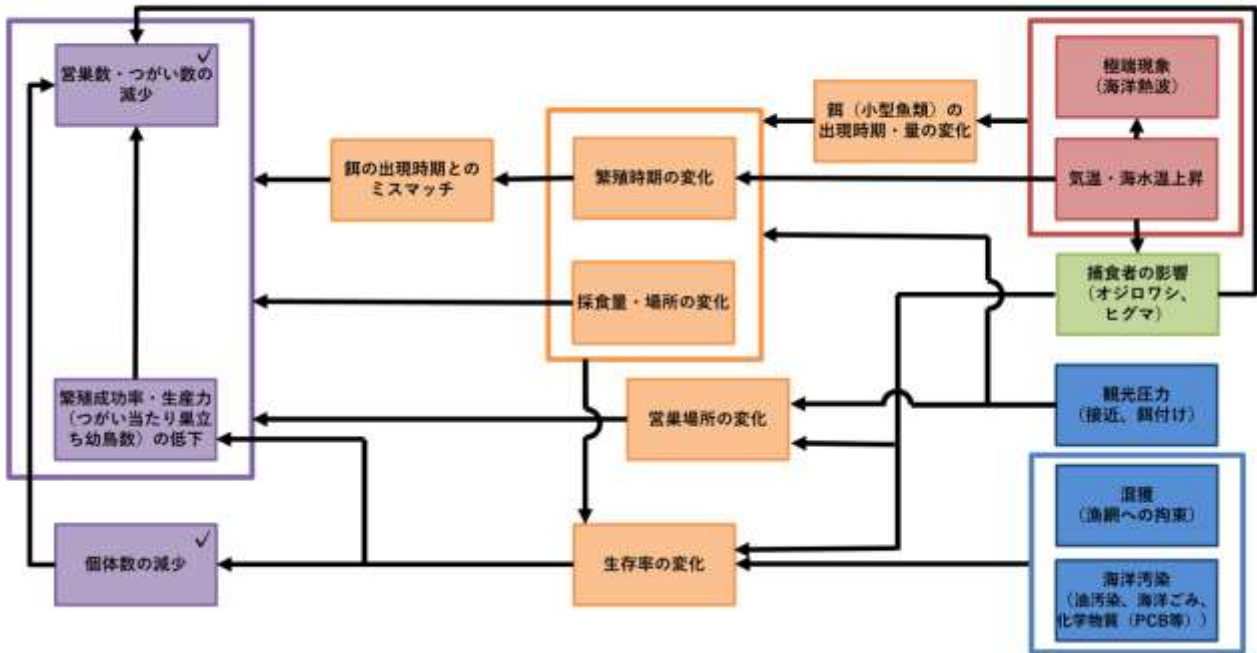 営巣数・つがい数の
減少
✓
極端現象
（海洋熱波）
餌（小型魚類）の
出現時期・量の変化
餌の出現時期との
ミスマッチ
繁殖時期の変化
気温・海水温上昇
採食量・場所の変化
捕食者の影響
（オジロワシ、
ヒグマ）
繁殖成功率・生産力
（つがい当たり巣立
ち幼鳥数）の低下
営巣場所の変化
観光圧力
（接近、餌付け）
混獲
（漁網への拘束）
個体数の減少
✓
生存率の変化
海洋汚染
（油汚染、海洋ごみ、
化学物質（PCB等））